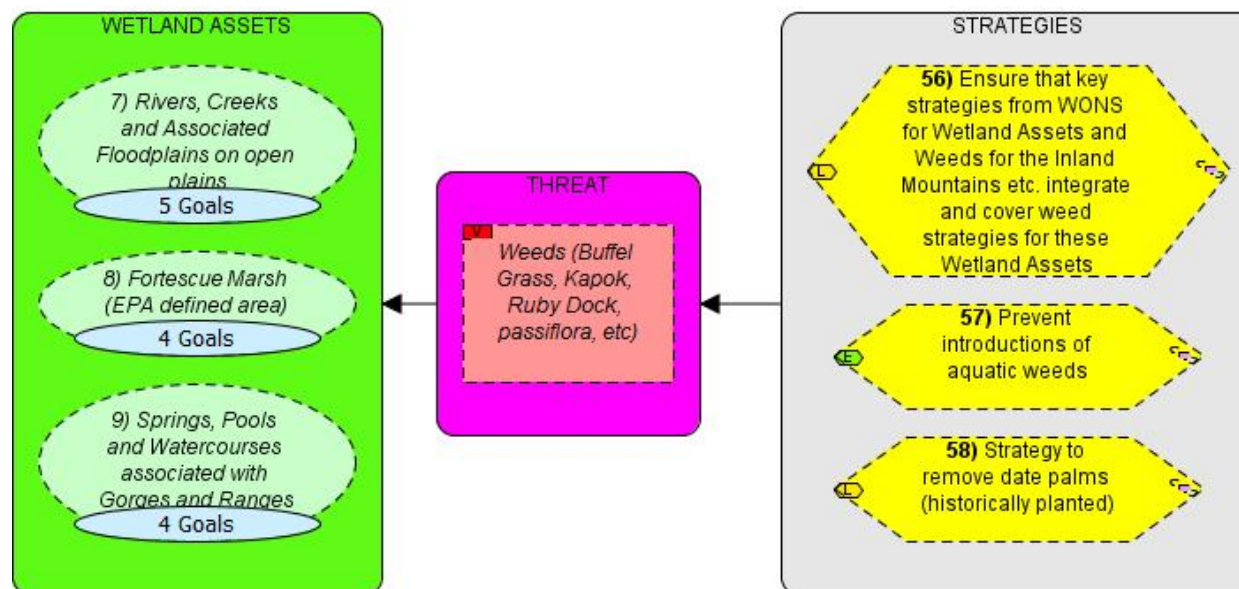 WETLAND ASSETS
7) Rivers, Creeks
and Associated
Floodplains on open
plains
5 Goals
8) Fortescue Marsh
(EPA defined area)
4 Goals
9) Springs, Pools
and Watercourses
associated with
Gorges and Ranges
4 Goals
THREAT
V
Weeds (Buffel
Grass, Kapok,
Ruby Dock,
passiflora, etc)
STRATEGIES
56) Ensure that key
strategies from WONS
for Wetland Assets and
Weeds for the Inland
Mountains etc. integrate
and cover weed
strategies for these
Wetland Assets
L
57) Prevent
introductions of
aquatic weeds
E
58) Strategy to
remove date palms
(historically planted)
L